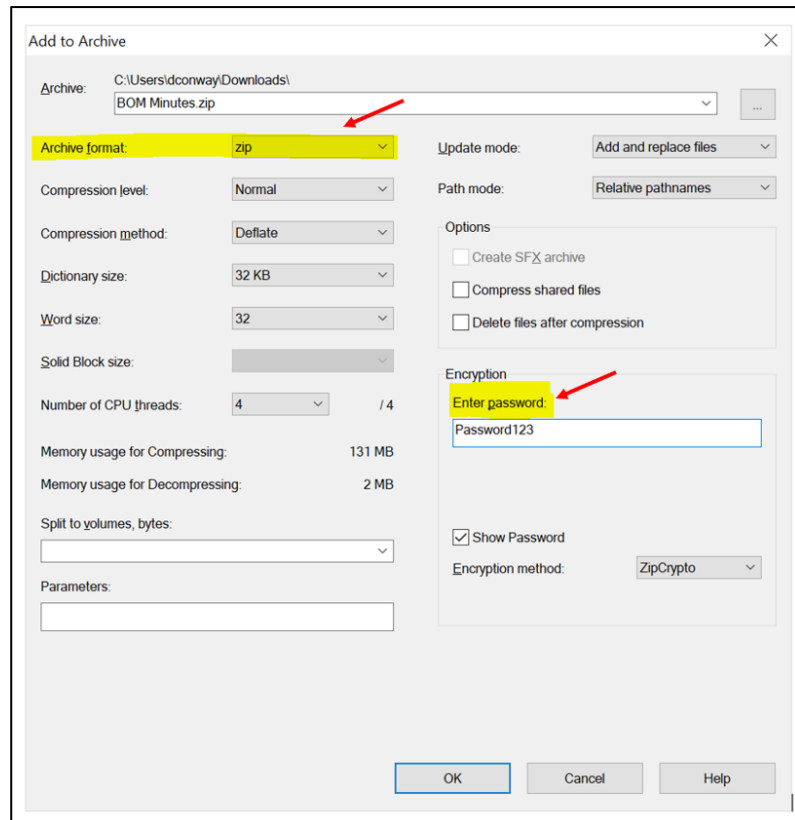 Add to Archive
Archive:
C:\Users\dconway\Downloads\
BOM Minutes.zip
...
Archive format:
zip
Compression level:
Normal
Compression method:
Deflate
Dictionary size:
32 KB
Word size:
32
Solid Block size:
Number of CPU threads:
4
/ 4
Memory usage for Compressing:
131 MB
Memory usage for Decompressing:
2 MB
Split to volumes, bytes:
Parameters:
Update mode:
Add and replace files
Path mode:
Relative pathnames
Options
Create SFX archive
Compress shared files
Delete files after compression
Encryption
Enter password:
Password123
Show Password
Encryption method:
ZipCrypto
OK
Cancel
Help